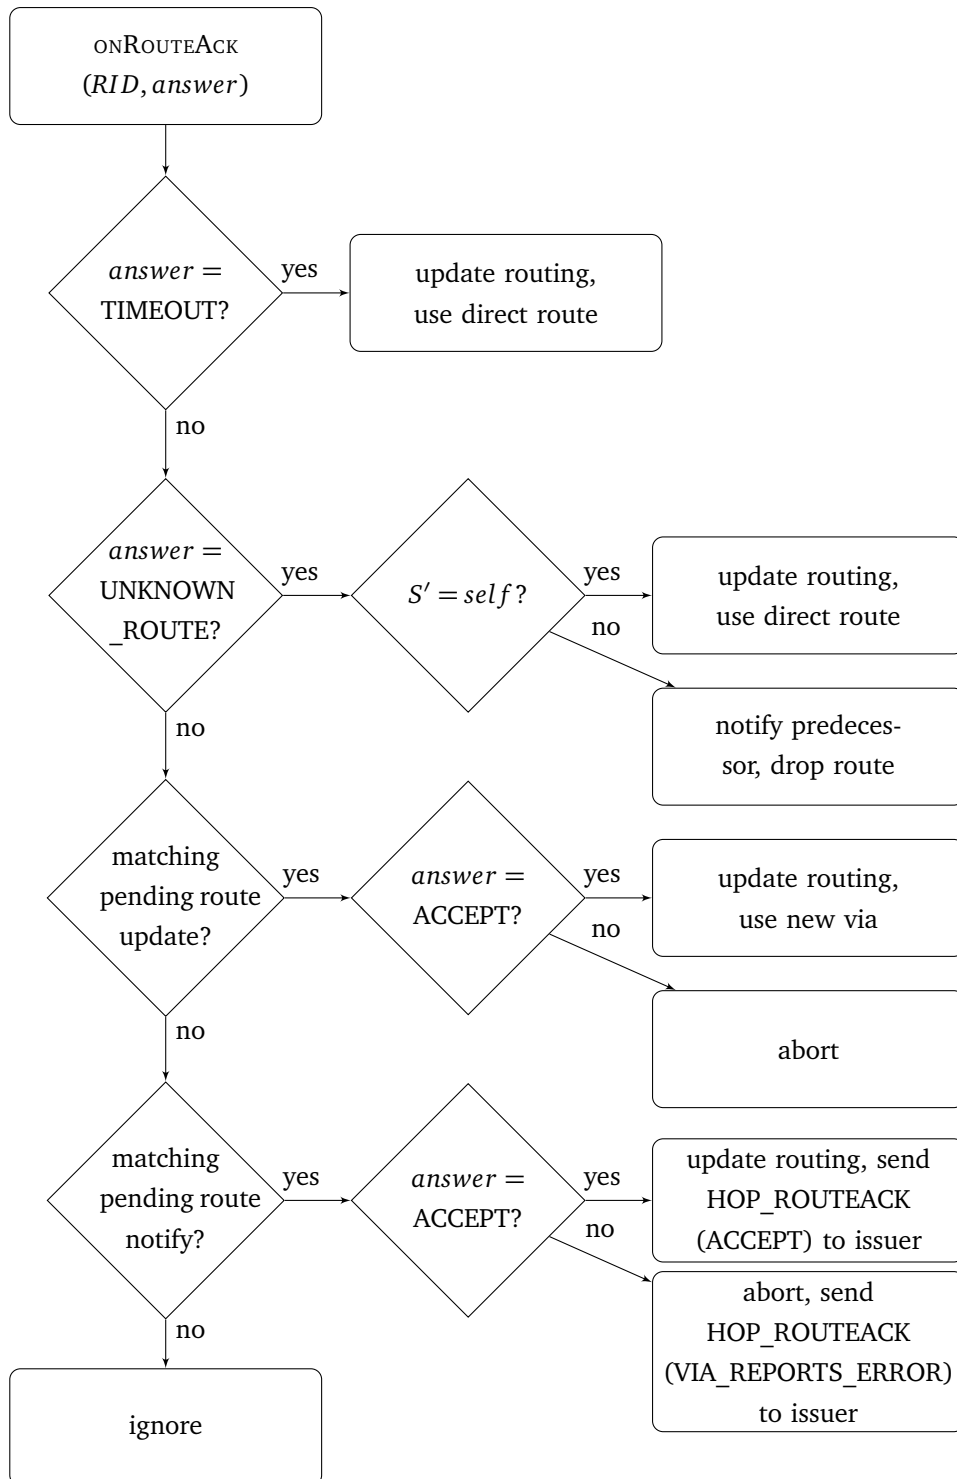 ONROUTEACK
(RID, answer)
answer =
TIMEOUT?
yes
update routing,
use direct route
no
answer =
UNKNOWN
_ROUTE?
yes
S′ = self?
yes
update routing,
use direct route
no
notify predeces-
sor, drop route
no
matching
pending route
update?
yes
answer =
ACCEPT?
yes
update routing,
use new via
no
abort
no
matching
pending route
notify?
yes
answer =
ACCEPT?
yes
update routing, send
HOP_ROUTEACK
(ACCEPT) to issuer
no
abort, send
HOP_ROUTEACK
(VIA_REPORTS_ERROR)
to issuer
no
ignore